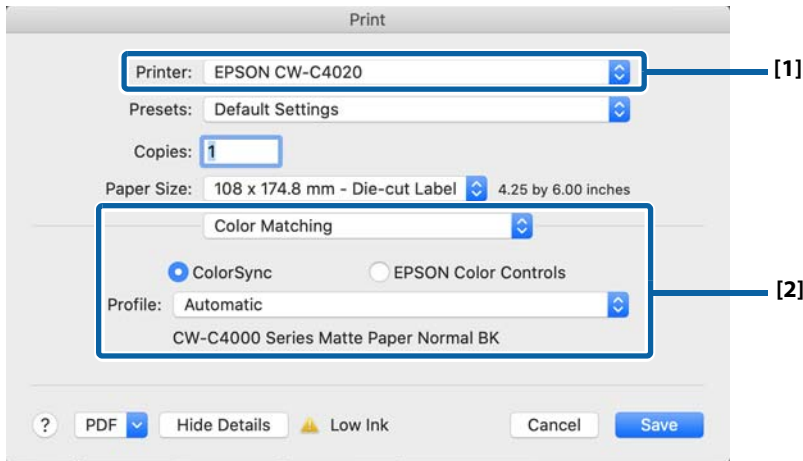 Print
Printer: EPSON CW-C4020
[1]
Presets: Default Settings
Copies: 1
Paper Size: 108 x 174.8 mm - Die-cut Label 4.25 by 6.00 inches
Color Matching
ColorSync EPSON Color Controls
[2]
Profile: Automatic
CW-C4000 Series Matte Paper Normal BK
? PDF Hide Details Low Ink Cancel Save